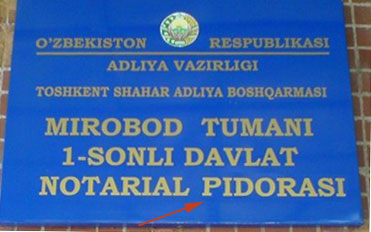 O'ZBEKISTON RESPUBLIKASI
ADLIYA VAZIRLIGI
TOSHKENT SHAHAR ADLIYA BOSHQARMASI
MIROBOD TUMANI
1-SONLI DAVLAT
NOTARIAL PIDORASI